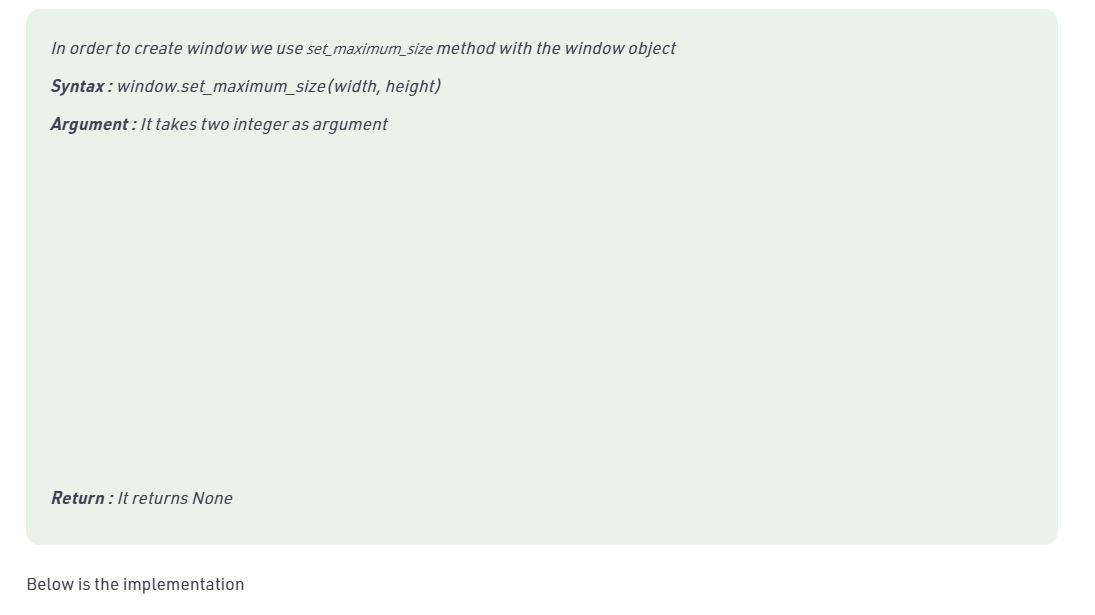 In order to create window we use set_maximum_size method with the window object
Syntax : window.set_maximum_size(width, height)
Argument : It takes two integer as argument
Return : It returns None
Below is the implementation